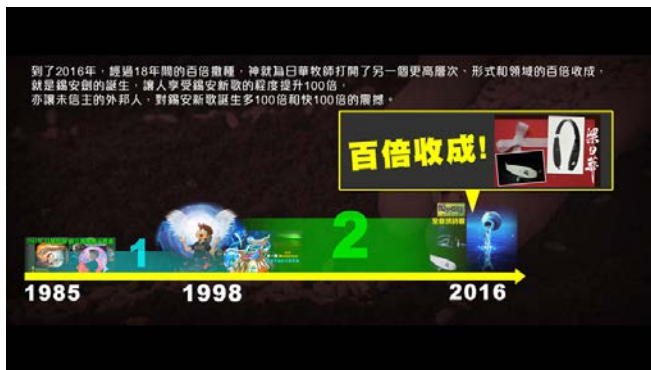 到了2016年，經過18年間的百倍撒種，神就為日華牧師打開了另一個更高層次、形式和領域的百倍收成，
就是錫安劍的誕生，讓人享受錫安新歌的程度提升100倍，
亦讓未信主的外邦人，對錫安新歌誕生多100倍和快100倍的震撼。
百倍收成!
梁日華
1
2
1985
1998
2016